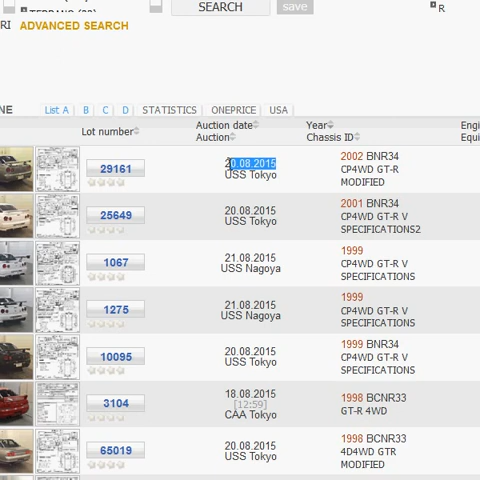 SEARCH save R
RI ADVANCED SEARCH
NE List A B C D STATISTICS ONEPRICE USA
Lot number Auction date Year Engi
Auction Chassis ID Equi
29161 20.08.2015 2002 BNR34
USS Tokyo CP4WD GT-R
MODIFIED
25649 20.08.2015 2001 BNR34
USS Tokyo CP4WD GT-R V
SPECIFICATIONS2
1067 21.08.2015 1999
USS Nagoya CP4WD GT-R V
SPECIFICATIONS
1275 21.08.2015 1999
USS Nagoya CP4WD GT-R V
SPECIFICATIONS
10095 20.08.2015 1999 BNR34
USS Tokyo CP4WD GT-R V
SPECIFICATIONS
3104 18.08.2015 1998 BCNR33
[12:59] GT-R 4WD
CAA Tokyo
65019 20.08.2015 1998 BCNR33
USS Tokyo 4D4WD GTR
MODIFIED